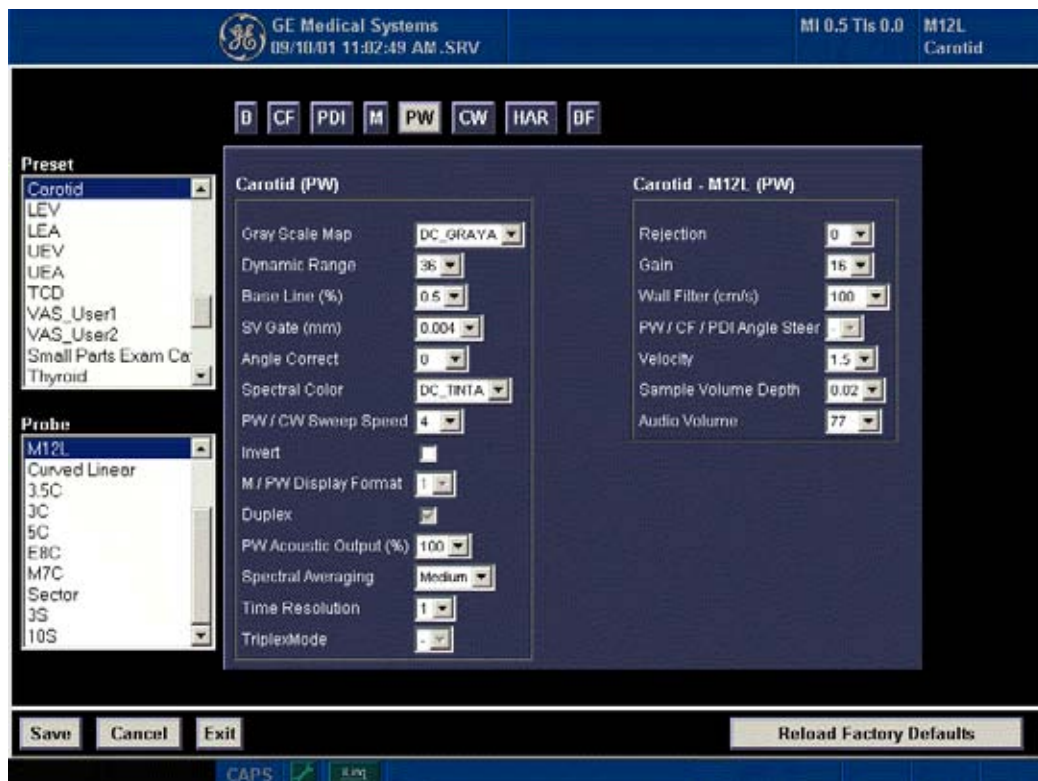 GE Medical Systems
09/10/01 11:02:49 AM.SRV
MI 0.5 TIs 0.0
M12L
Carotid
B CF PDI M PW CW HAR BF
Preset
Carotid
LEV
LEA
UEV
UEA
TCD
VAS_User1
VAS_User2
Small Parts Exam Ca
Thyroid
Probe
M12L
Curved Linear
3.5C
3C
5C
E8C
M7C
Sector
3S
10S
Carotid (PW)
Gray Scale Map DC_GRAYA
Dynamic Range 36
Base Line (%) 0.5
SV Gate (mm) 0.004
Angle Correct 0
Spectral Color DC_TINTA
PW / CW Sweep Speed 4
Invert
M / PW Display Format 1
Duplex
PW Acoustic Output (%) 100
Spectral Averaging Medium
Time Resolution 1
TriplexMode -
Carotid - M12L (PW)
Rejection 0
Gain 16
Wall Filter (cm/s) 100
PW / CF / PDI Angle Steer -
Velocity 1.5
Sample Volume Depth 0.02
Audio Volume 77
Save Cancel Exit Reload Factory Defaults
CAPS